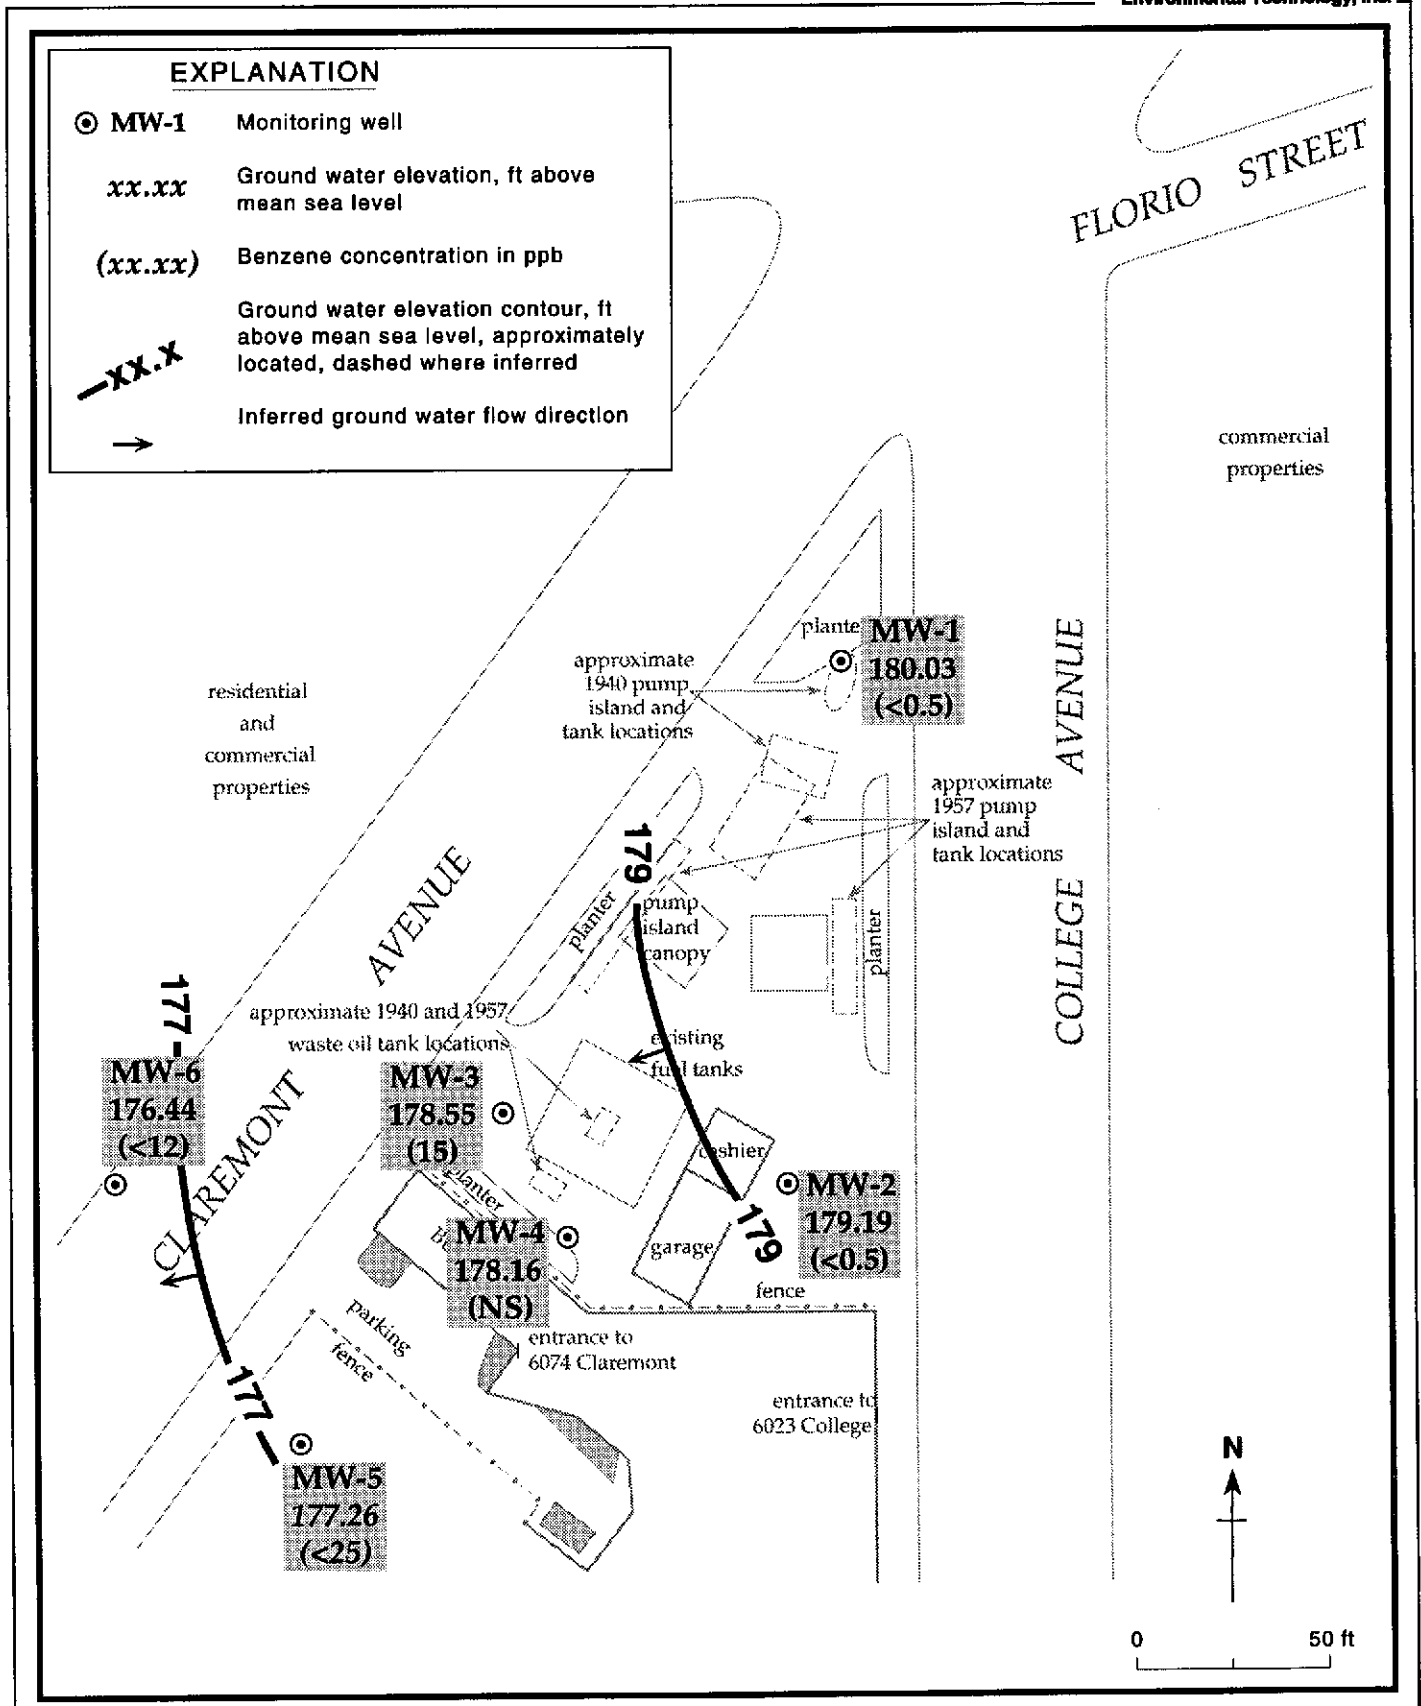 Environmental Technology, Inc.
EXPLANATION
MW-1 Monitoring well
xx.xx Ground water elevation, ft above
mean sea level
(xx.xx) Benzene concentration in ppb
Ground water elevation contour, ft
above mean sea level, approximately
located, dashed where inferred
xx.x
Inferred ground water flow direction
FLORIO STREET
commercial
properties
plante
MW-1
180.03
(<0.5)
approximate
1940 pump
island and
tank locations
residential
and
commercial
properties
COLLEGE AVENUE
approximate
1957 pump
island and
tank locations
179
planter
pump
island
canopy
planter
CLAREMONT AVENUE
177
approximate 1940 and 1957
waste oil tank locations
existing
fuel tanks
MW-6
176.44
(<12)
MW-3
178.55
(15)
cashier
planter
MW-2
179.19
(<0.5)
179
MW-4
178.16
(NS)
garage
fence
parking
fence
entrance to
6074 Claremont
177
entrance to
6023 College
MW-5
177.26
(<25)
N
0 50 ft